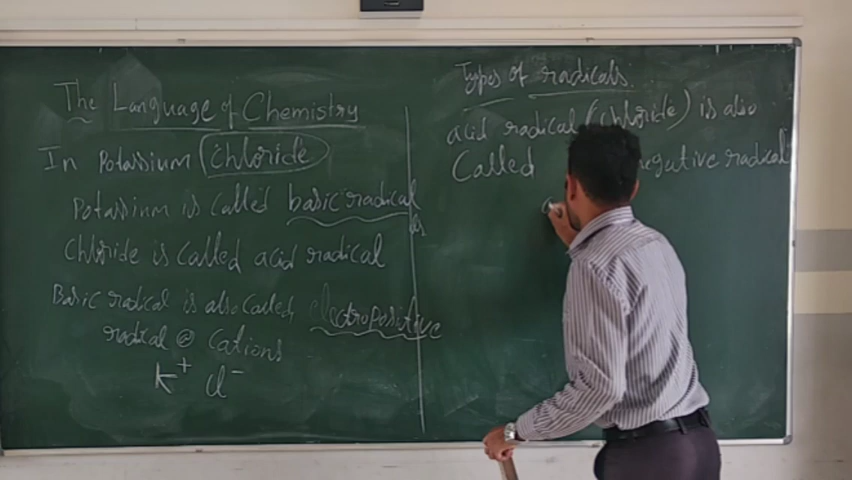 The Language of Chemistry
In Potassium Chloride
Potassium is called basic radical
Chloride is called acid radical
Basic radical is also called electropositive
radical @ cations
K+ Cl-
Types of radicals.
acid radical (chloride) is also
Called negative radical